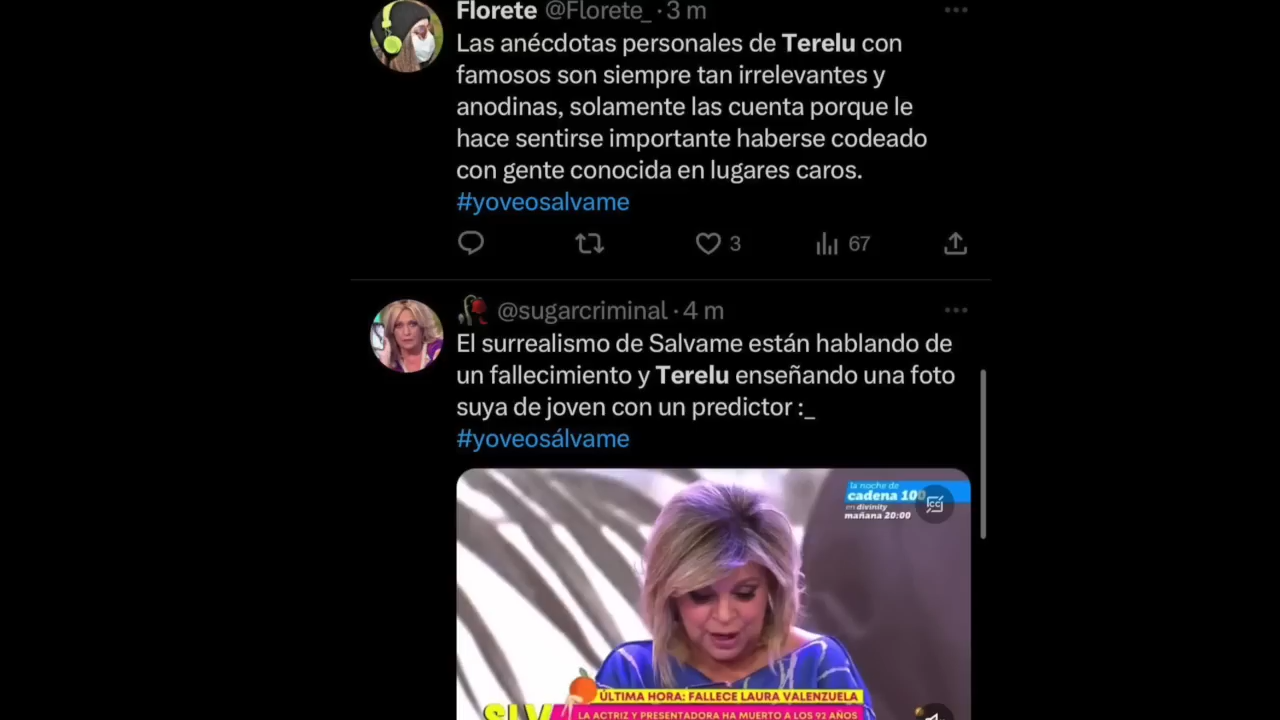 Florete @Florete_ · 3 m
Las anécdotas personales de Terelu con
famosos son siempre tan irrelevantes y
anodinas, solamente las cuenta porque le
hace sentirse importante haberse codeado
con gente conocida en lugares caros.
#yoveosalvame
3 67
@sugarcriminal · 4 m
El surrealismo de Salvame están hablando de
un fallecimiento y Terelu enseñando una foto
suya de joven con un predictor :_
#yoveosálvame
la noche de
cadena 100
en divinity
mañana 20:00
ÚLTIMA HORA: FALLECE LAURA VALENZUELA
SLV
LA ACTRIZ Y PRESENTADORA HA MUERTO A LOS 92 AÑOS